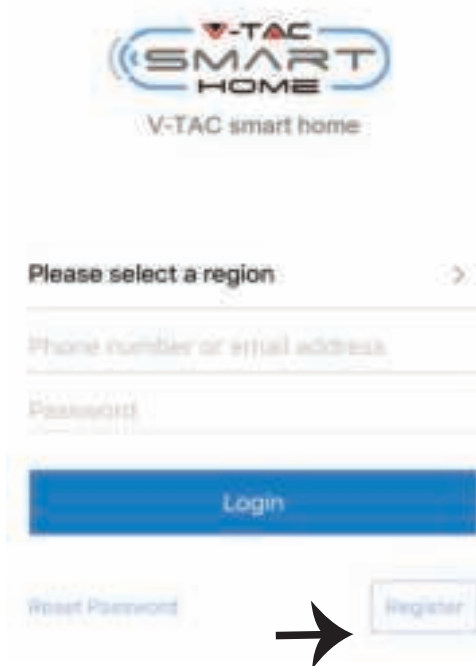 V-TAC
SMART
HOME
V-TAC smart home
Please select a region
Phone number or email address
Password
Login
Reset Password
Register